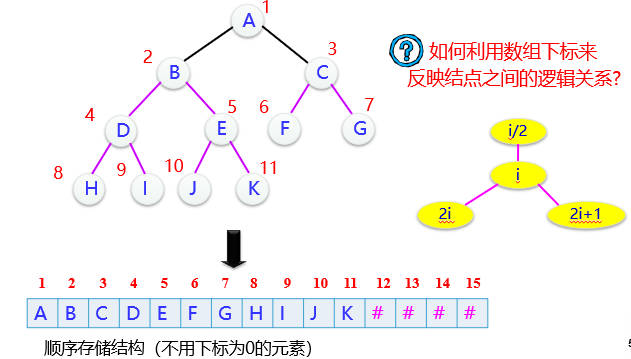 1
A
2
3
B
C
4
5
6
7
D
E
F
G
8
9
10
11
H
I
J
K
?
如何利用数组下标来
反映结点之间的逻辑关系?
i/2
i
2i
2i+1
1 2 3 4 5 6 7 8 9 10 11 12 13 14 15
A B C D E F G H I J K # # # #
顺序存储结构（不用下标为0的元素）